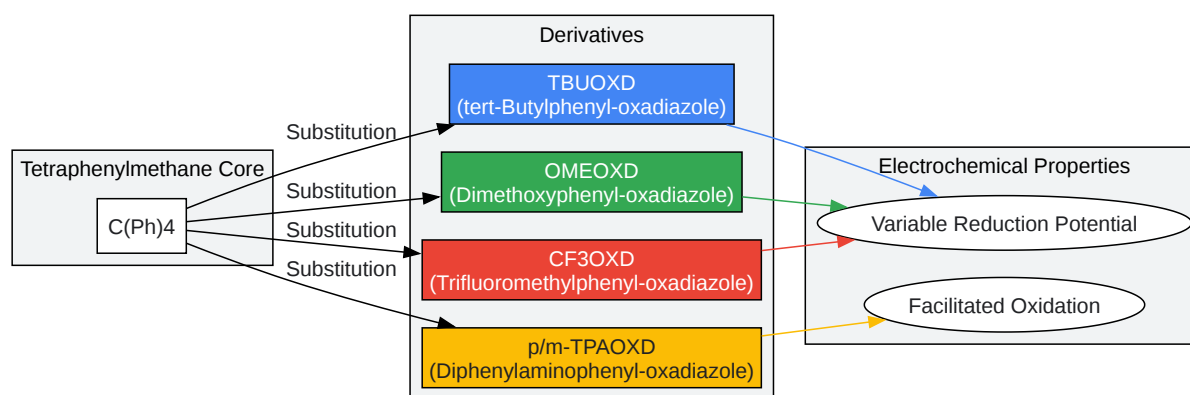 Derivatives
TBUOXD
(tert-Butylphenyl-oxadiazole)
Substitution
Tetraphenylmethane Core
C(Ph)4
Substitution
OMEOXD
(Dimethoxyphenyl-oxadiazole)
Electrochemical Properties
Variable Reduction Potential
Substitution
CF3OXD
(Trifluoromethylphenyl-oxadiazole)
Substitution
Facilitated Oxidation
p/m-TPAOXD
(Diphenylaminophenyl-oxadiazole)